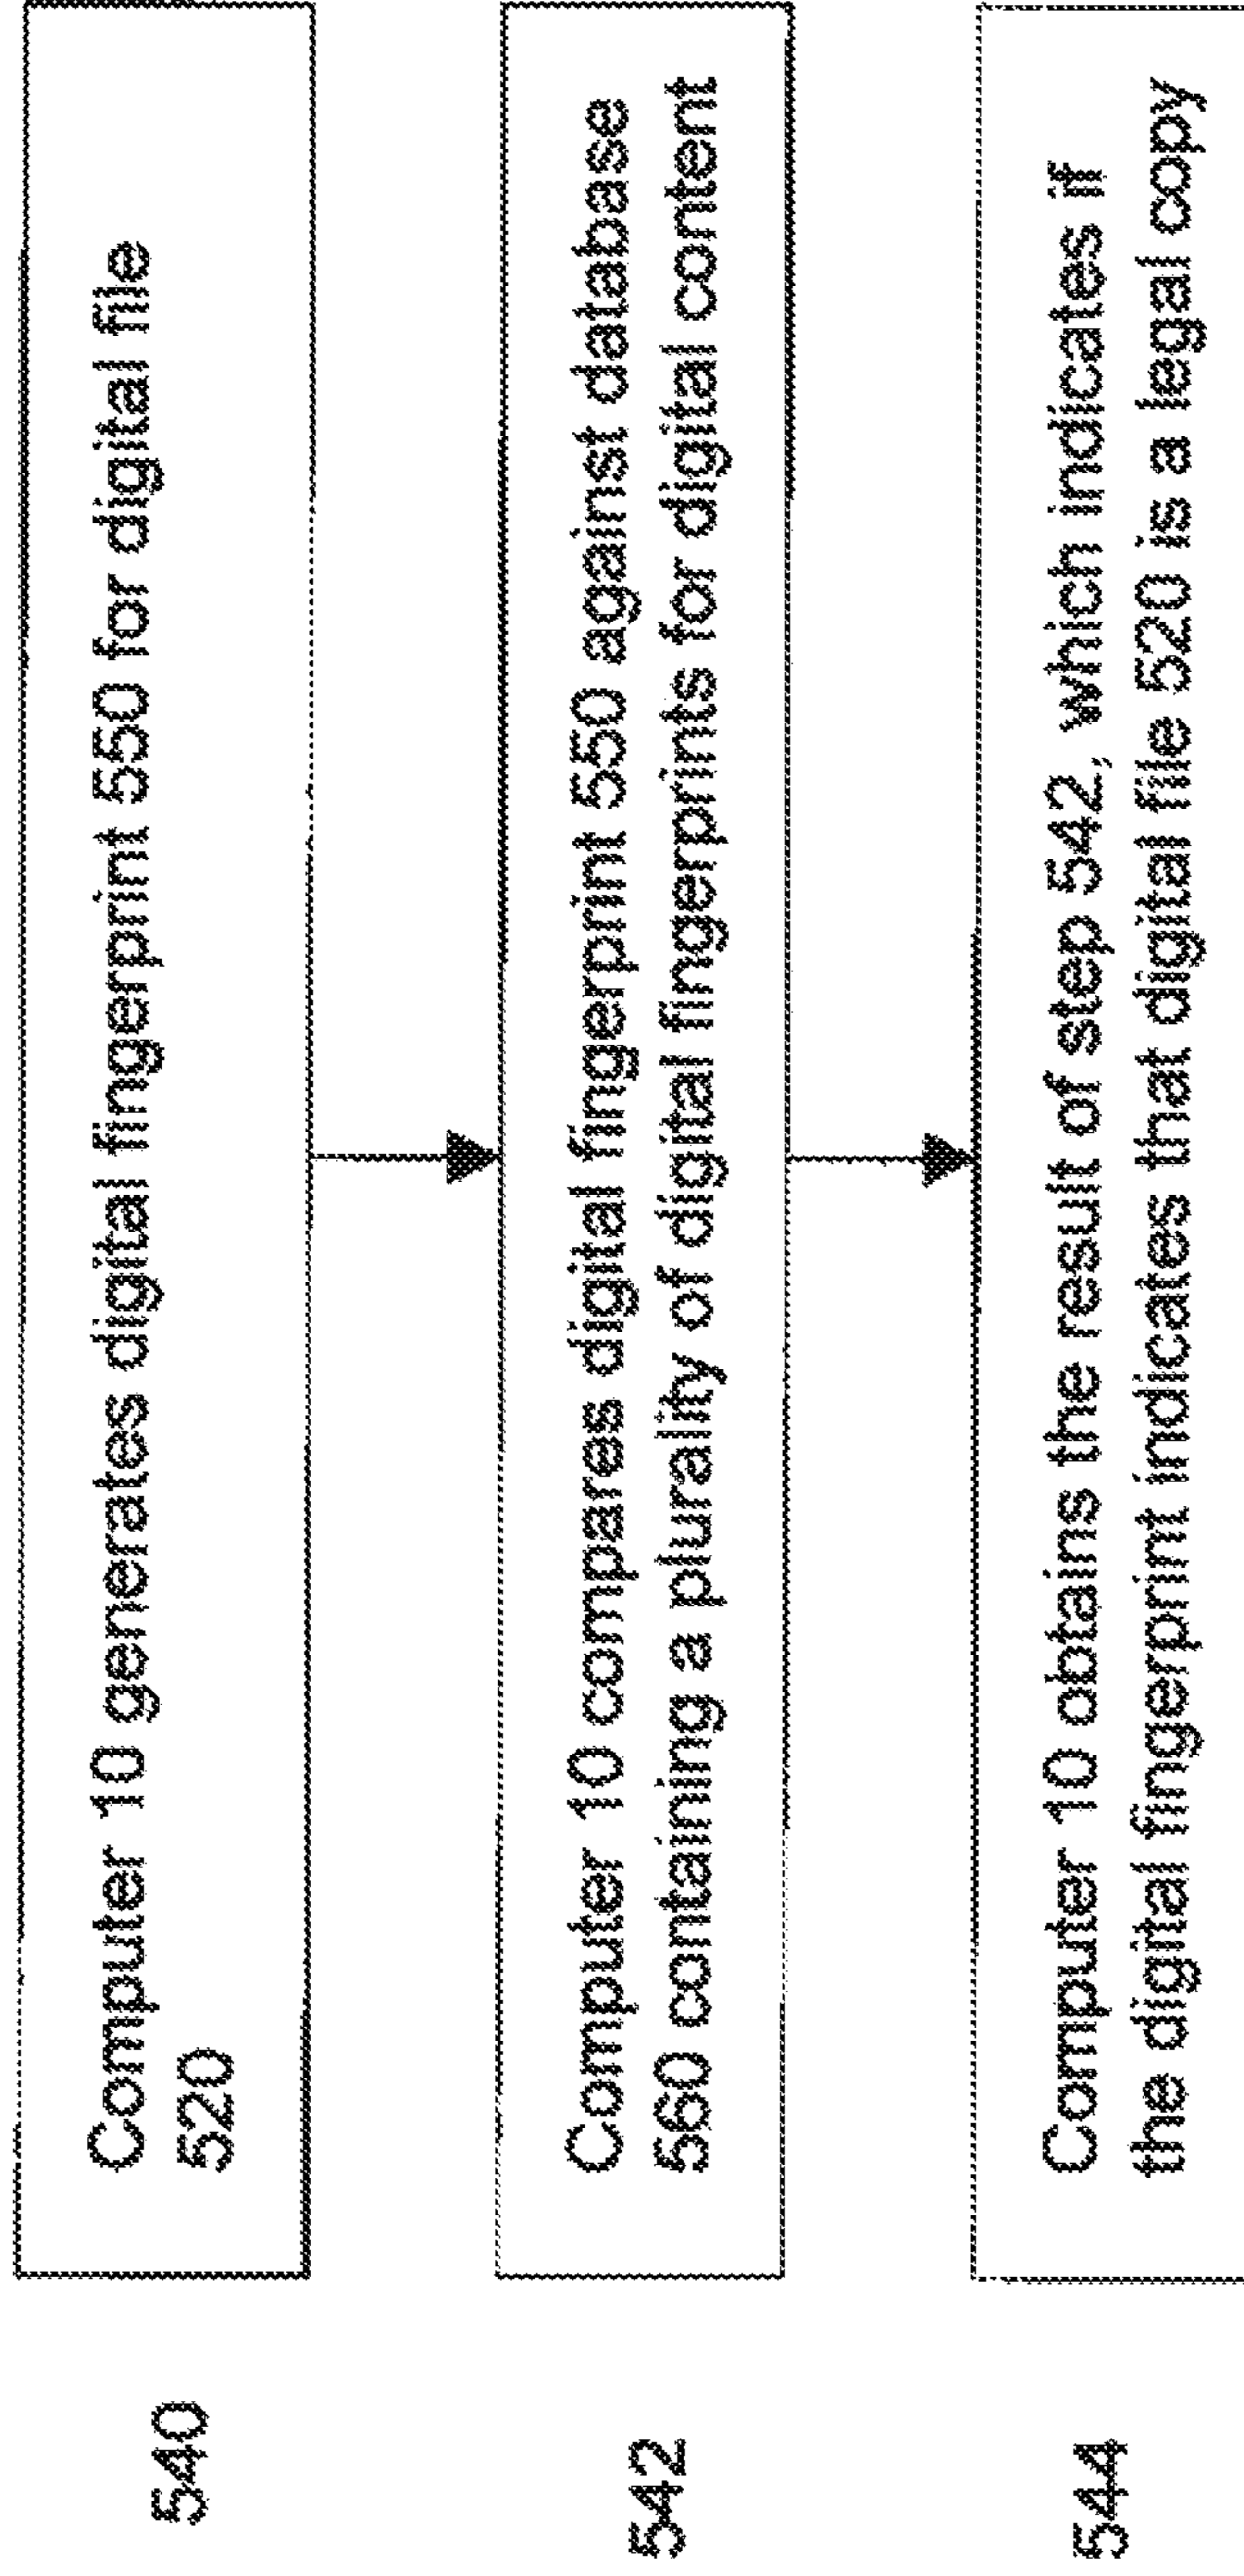 540
Computer 10 generates digital fingerprint 550 for digital file
520
542
Computer 10 compares digital fingerprint 550 against database
560 containing a plurality of digital fingerprints for digital content
544
Computer 10 obtains the result of step 542, which indicates if
the digital fingerprint indicates that digital file 520 is a legal copy